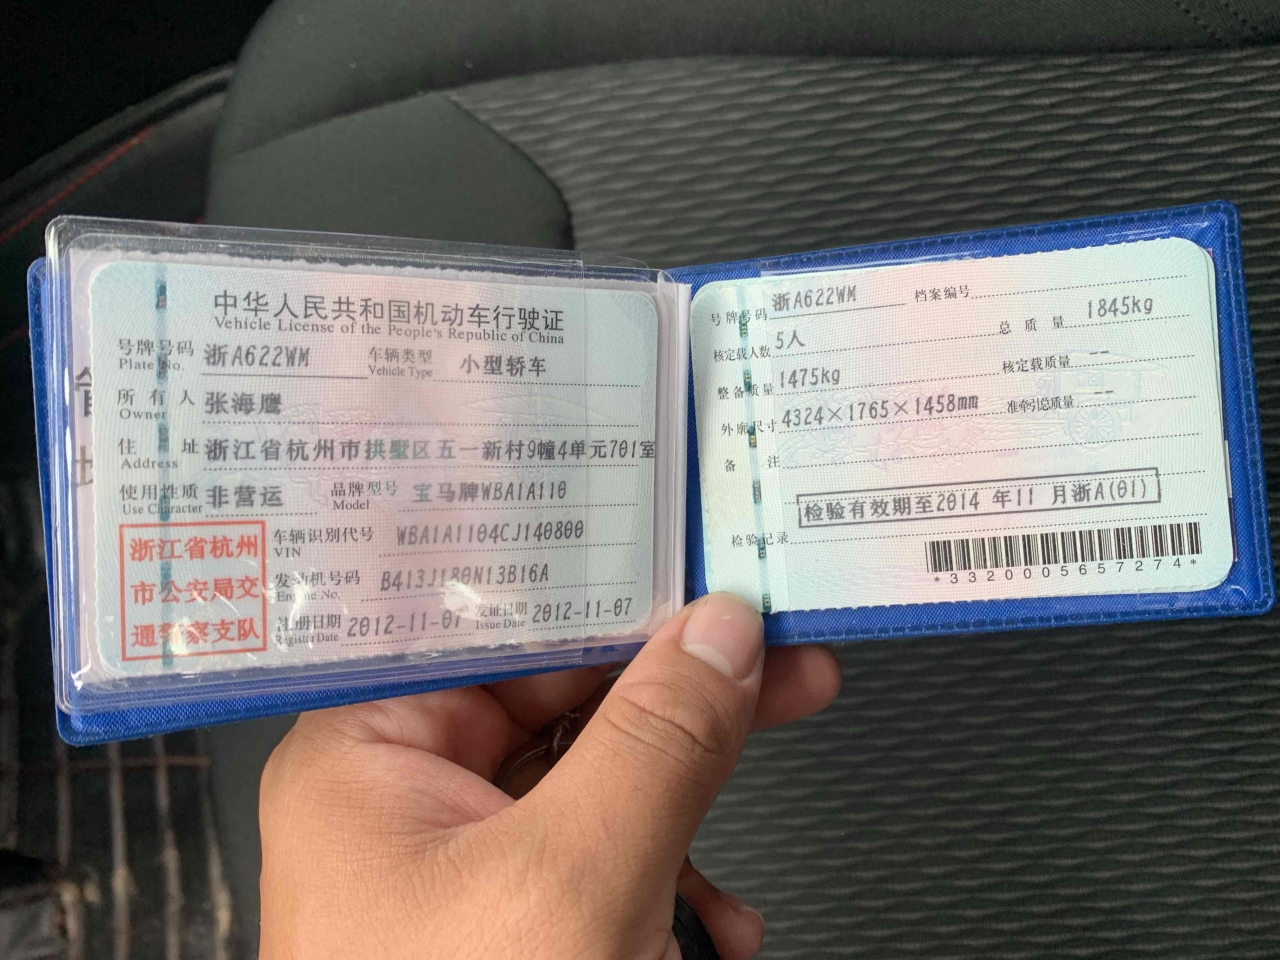 中华人民共和国机动车行驶证
Vehicle License of the People's Republic of China
号牌号码 浙A622WM 车辆类型 小型轿车
Plate No. Vehicle Type
所有人 张海鹰
Owner
住址 浙江省杭州市拱墅区五一新村9幢4单元701室
Address
使用性质 非营运 品牌型号 宝马牌WBA1A110
Use Character Model
浙江省杭州
市公安局交
通警察支队
车辆识别代号 WBA1A1104CJ140800
VIN
发动机号码 B413J180N13B16A
Engine No.
注册日期 2012-11-07 发证日期 2012-11-07
Register Date Issue Date
号牌号码 浙A622WM 档案编号
核定载人数 5人 总质量 1845kg
整备质量 1475kg 核定载质量 --
外廓尺寸 4324×1765×1458mm 准牵引总质量 --
备注
检验有效期至2014 年11 月浙A(01)
检验记录
*3320005657274*